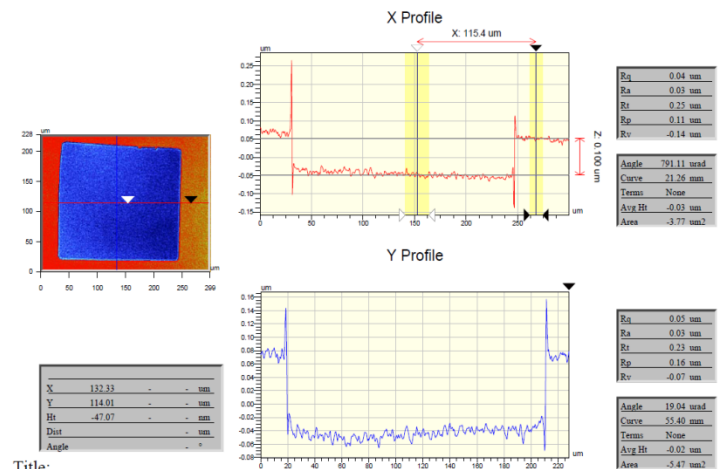 X Profile
X: 115.4 um
um
0.25
0.20
0.15
0.10
0.05
-0.00
-0.05
-0.10
-0.15
0 50 100 150 200 250
um
Z: 0.100 um
Rq 0.04 um
Ra 0.03 um
Rt 0.25 um
Rp 0.11 um
Rv -0.14 um
Angle 791.11 urad
Curve 21.26 mm
Terms None
Avg Ht -0.03 um
Area -3.77 um2
228 um
200
150
100
50
0
0 50 100 150 200 250 299
um
Y Profile
um
0.16
0.14
0.12
0.10
0.08
0.06
0.04
0.02
0.00
-0.02
-0.04
-0.06
-0.08
0 20 40 60 80 100 120 140 160 180 200 220
um
Rq 0.05 um
Ra 0.03 um
Rt 0.23 um
Rp 0.16 um
Rv -0.07 um
Angle 19.04 urad
Curve 55.40 mm
Terms None
Avg Ht -0.02 um
Area -5.47 um2
X 132.33 - - um
Y 114.01 - - um
Ht -47.07 - - nm
Dist - um
Angle - °
Title: